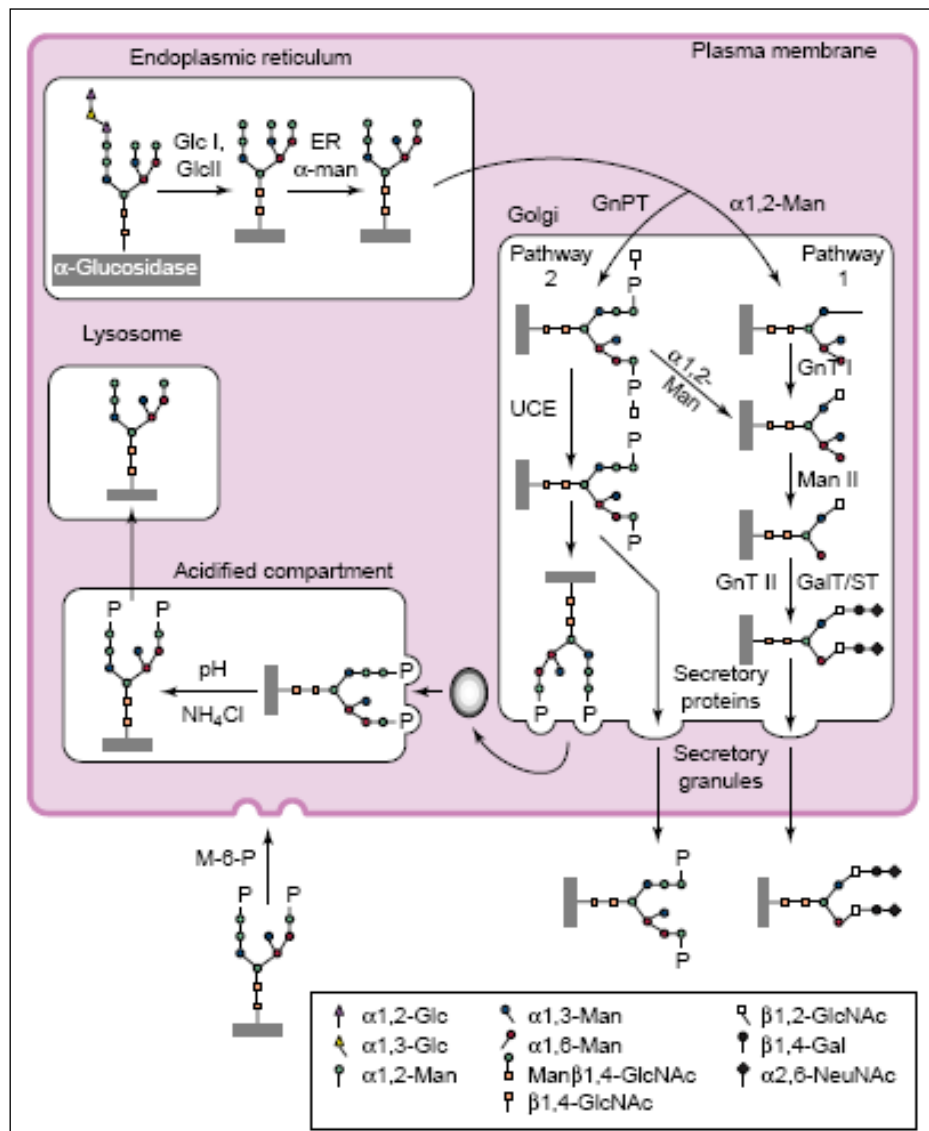 Endoplasmic reticulum
Plasma membrane
Glc I,
GlcII
ER
α-man
α-Glucosidase
GnPT
α1,2-Man
Golgi
Pathway
2
Pathway
1
P
α1,2-
Man
GnT I
P
UCE
P
Man II
P
GnT II
GalT/ST
P
P
Secretory
proteins
Secretory
granules
Lysosome
Acidified compartment
P
P
pH
NH₄Cl
P
P
M-6-P
P
P
P
P
α1,2-Glc
α1,3-Glc
α1,2-Man
α1,3-Man
α1,6-Man
Manβ1,4-GlcNAc
β1,4-GlcNAc
β1,2-GlcNAc
β1,4-Gal
α2,6-NeuNAc